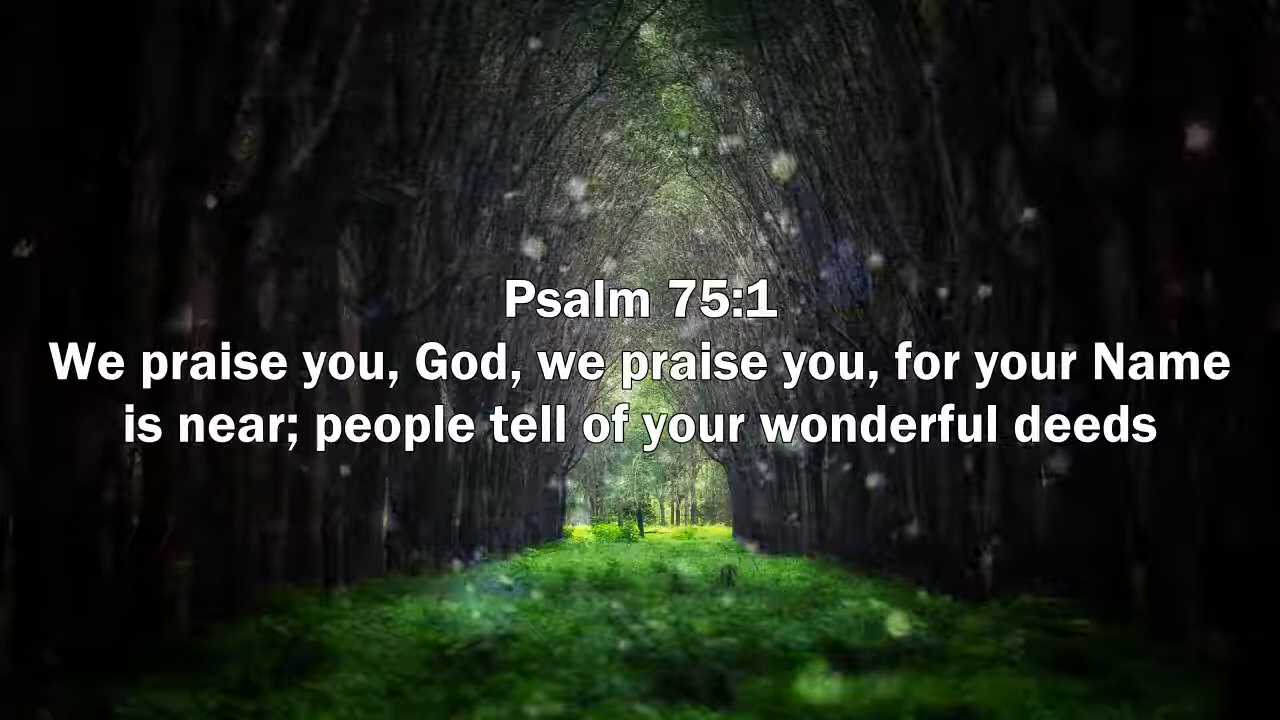 Psalm 75:1
We praise you, God, we praise you, for your Name
is near; people tell of your wonderful deeds